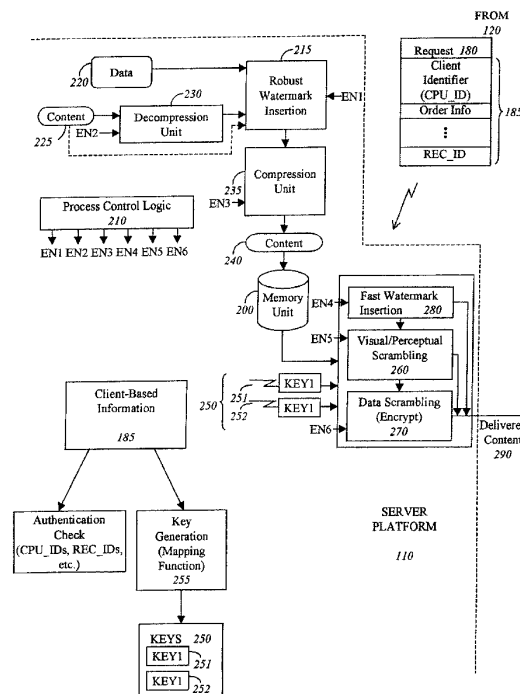 FROM
120
Request 180
Client
Identifier
(CPU_ID)
Order Info
REC_ID
185
215
Data
220
Robust
Watermark
Insertion
EN1
Content
225
230
Decompression
Unit
EN2
235
Compression
Unit
EN3
Process Control Logic
210
EN1 EN2 EN3 EN4 EN5 EN6
Content
240
200
Memory
Unit
EN4
Fast Watermark
Insertion 280
EN5
Visual/Perceptual
Scrambling
260
250
251
KEY1
252
KEY1
Data Scrambling
(Encrypt)
270
EN6
Delivered
Content
290
Client-Based
Information
185
Authentication
Check
(CPU_IDs, REC_IDs,
etc.)
Key
Generation
(Mapping
Function)
255
SERVER
PLATFORM
110
KEYS 250
KEY1
251
KEY1
252